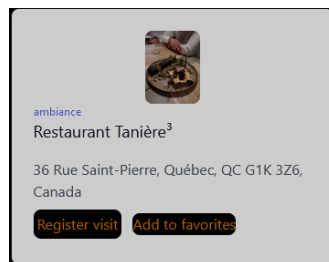 ambiance
Restaurant Tanière³
36 Rue Saint-Pierre, Québec, QC G1K 3Z6,
Canada
Register visit
Add to favorites